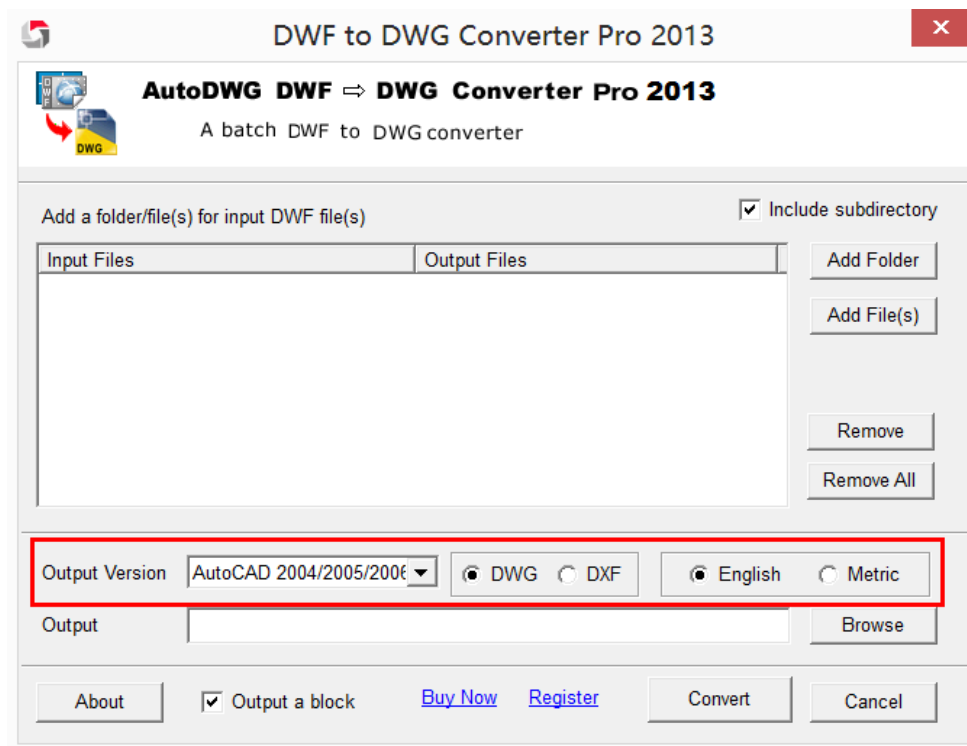 DWF to DWG Converter Pro 2013
AutoDWG DWF ⇨ DWG Converter Pro 2013
A batch DWF to DWG converter
DWF
DWG
Add a folder/file(s) for input DWF file(s)
Include subdirectory
Input Files
Output Files
Add Folder
Add File(s)
Remove
Remove All
Output Version
AutoCAD 2004/2005/2006
DWG
DXF
English
Metric
Output
Browse
About
Output a block
Buy Now
Register
Convert
Cancel